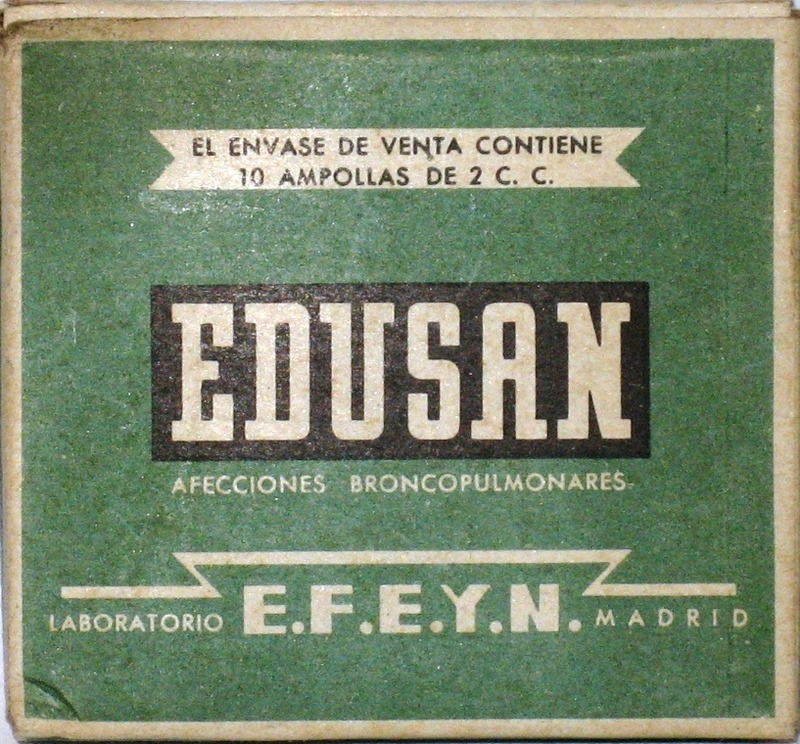 EL ENVASE DE VENTA CONTIENE
10 AMPOLLAS DE 2 C. C.
EDUSAN
AFECCIONES BRONCOPULMONARES
LABORATORIO E.F.E.Y.N. MADRID